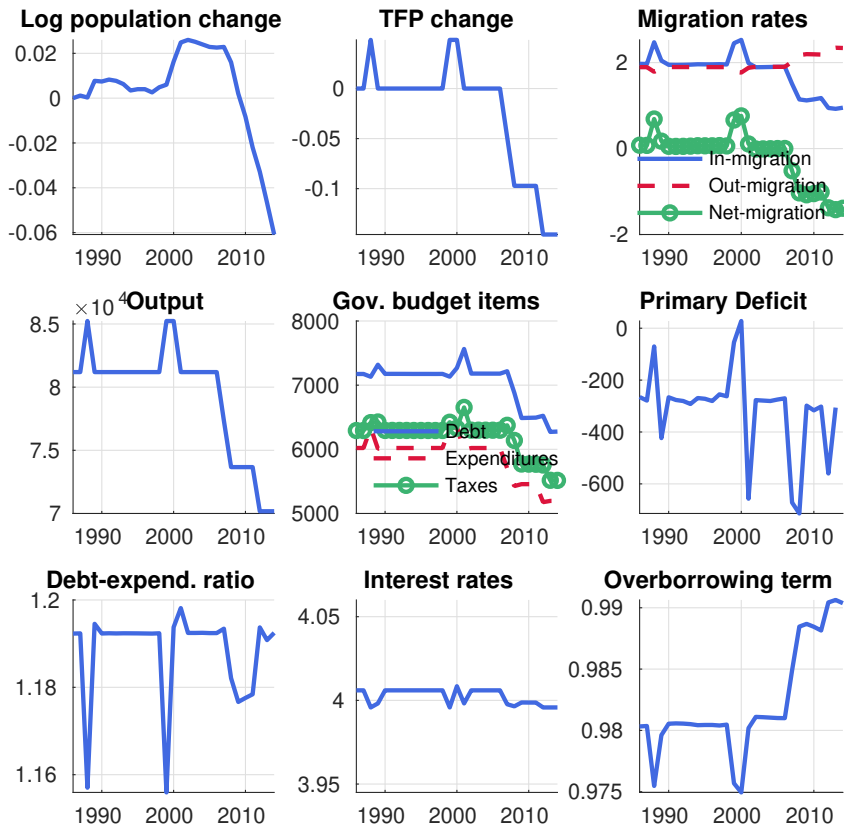 Log population change
TFP change
Migration rates
0.02
0
-0.02
-0.04
-0.06
1990 2000 2010
0
-0.05
-0.1
1990 2000 2010
2
0
-2
In-migration
Out-migration
Net-migration
1990 2000 2010
×10⁴ Output
Gov. budget items
Primary Deficit
8.5
8
7.5
7
1990 2000 2010
8000
7000
6000
5000
Debt
Expenditures
Taxes
1990 2000 2010
0
-200
-400
-600
1990 2000 2010
Debt-expend. ratio
Interest rates
Overborrowing term
1.2
1.18
1.16
1990 2000 2010
4.05
4
3.95
1990 2000 2010
0.99
0.985
0.98
0.975
1990 2000 2010